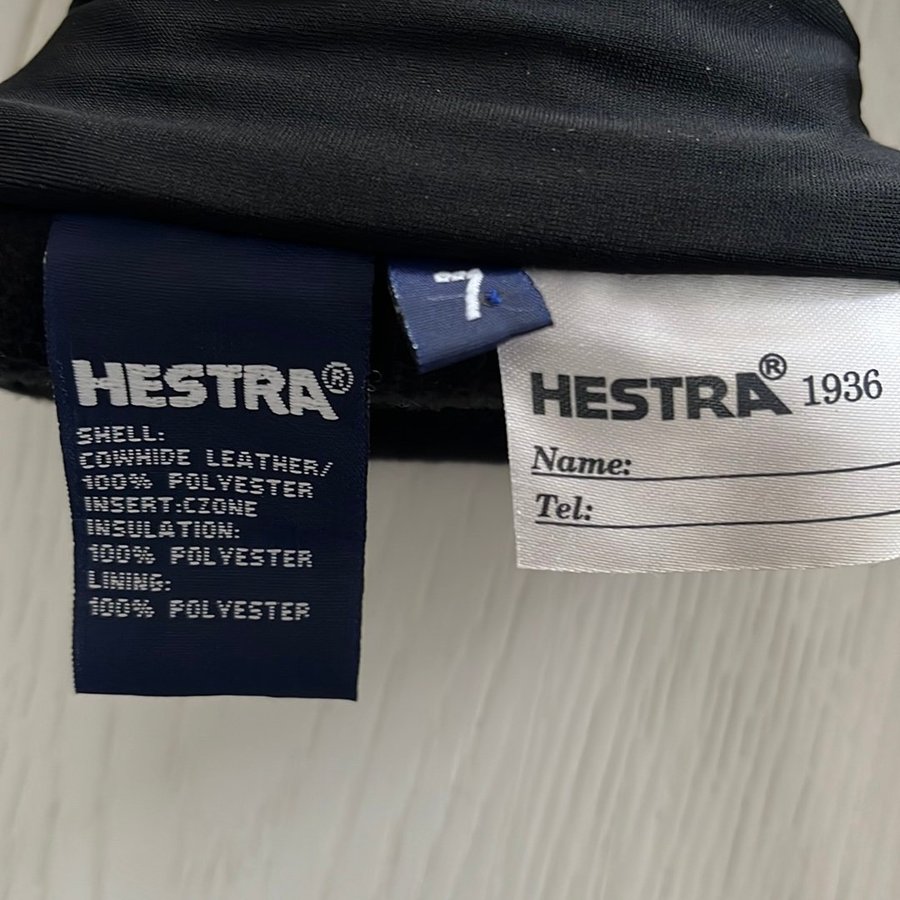 HESTRA®
SHELL:
COWHIDE LEATHER/
100% POLYESTER
INSERT:CZONE
INSULATION:
100% POLYESTER
LINING:
100% POLYESTER
7
HESTRA® 1936
Name:
Tel: